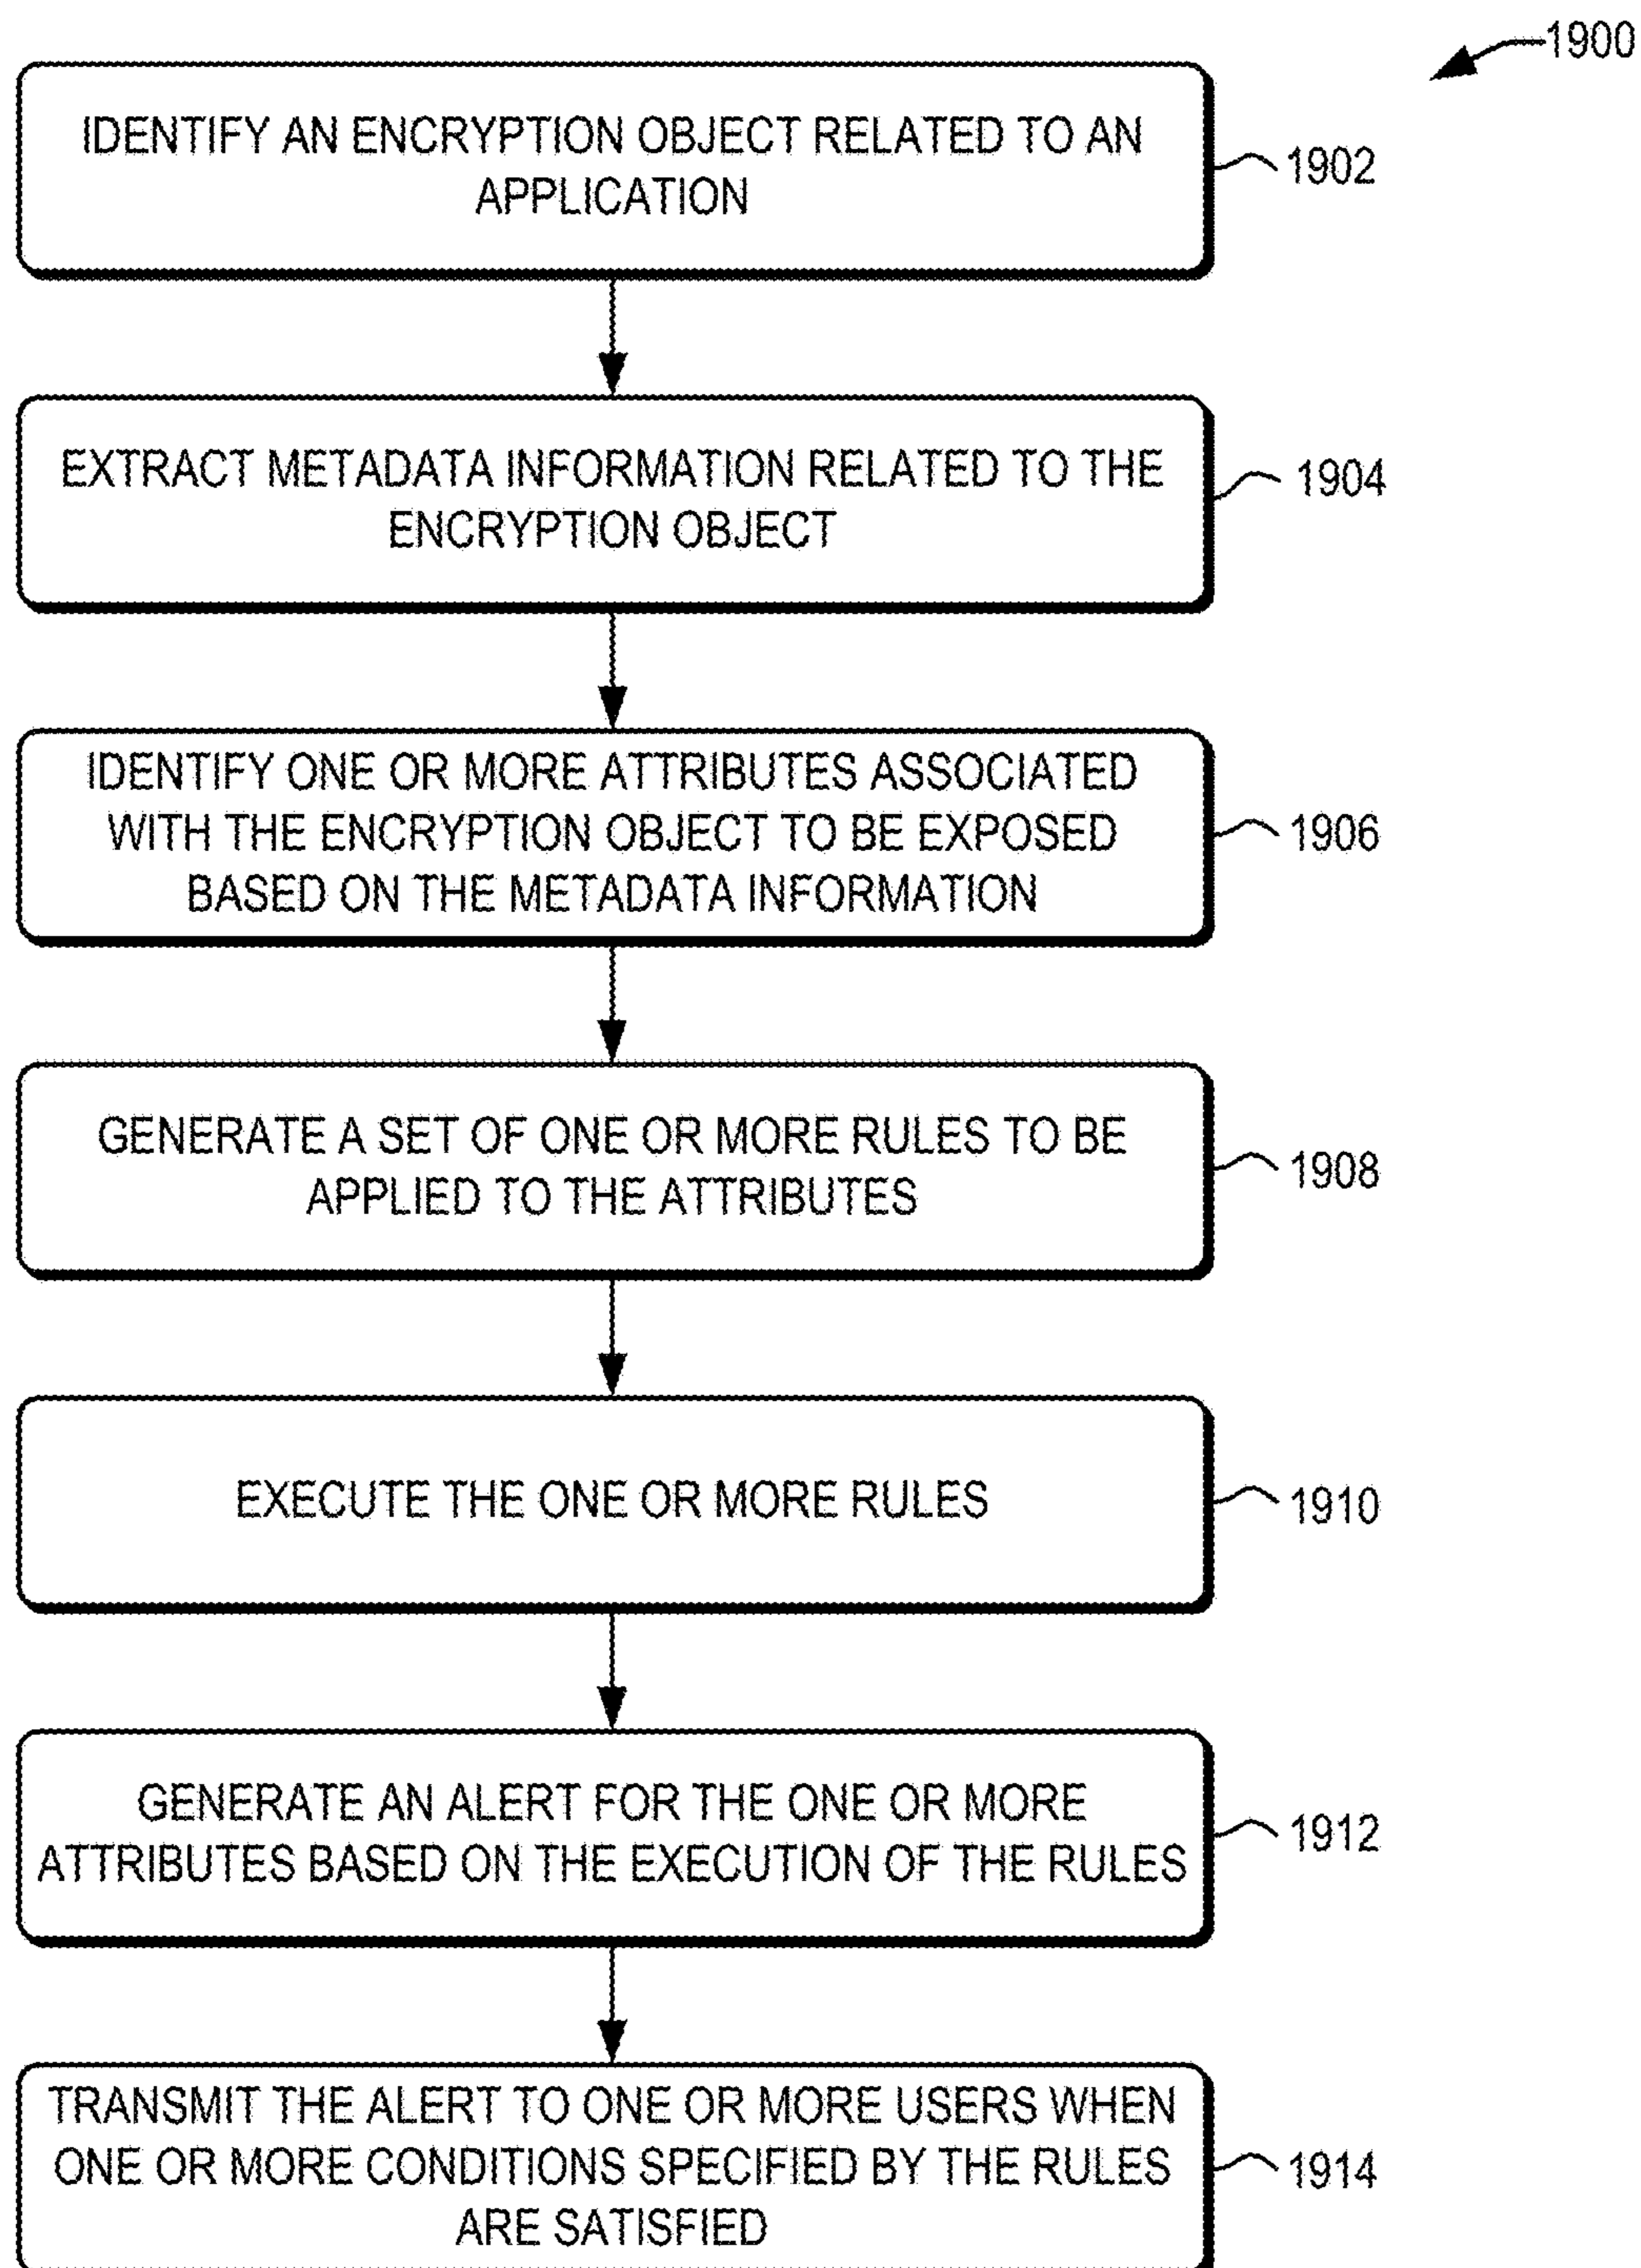 1900
IDENTIFY AN ENCRYPTION OBJECT RELATED TO AN
APPLICATION
1902
EXTRACT METADATA INFORMATION RELATED TO THE
ENCRYPTION OBJECT
1904
IDENTIFY ONE OR MORE ATTRIBUTES ASSOCIATED
WITH THE ENCRYPTION OBJECT TO BE EXPOSED
BASED ON THE METADATA INFORMATION
1906
GENERATE A SET OF ONE OR MORE RULES TO BE
APPLIED TO THE ATTRIBUTES
1908
EXECUTE THE ONE OR MORE RULES
1910
GENERATE AN ALERT FOR THE ONE OR MORE
ATTRIBUTES BASED ON THE EXECUTION OF THE RULES
1912
TRANSMIT THE ALERT TO ONE OR MORE USERS WHEN
ONE OR MORE CONDITIONS SPECIFIED BY THE RULES
ARE SATISFIED
1914